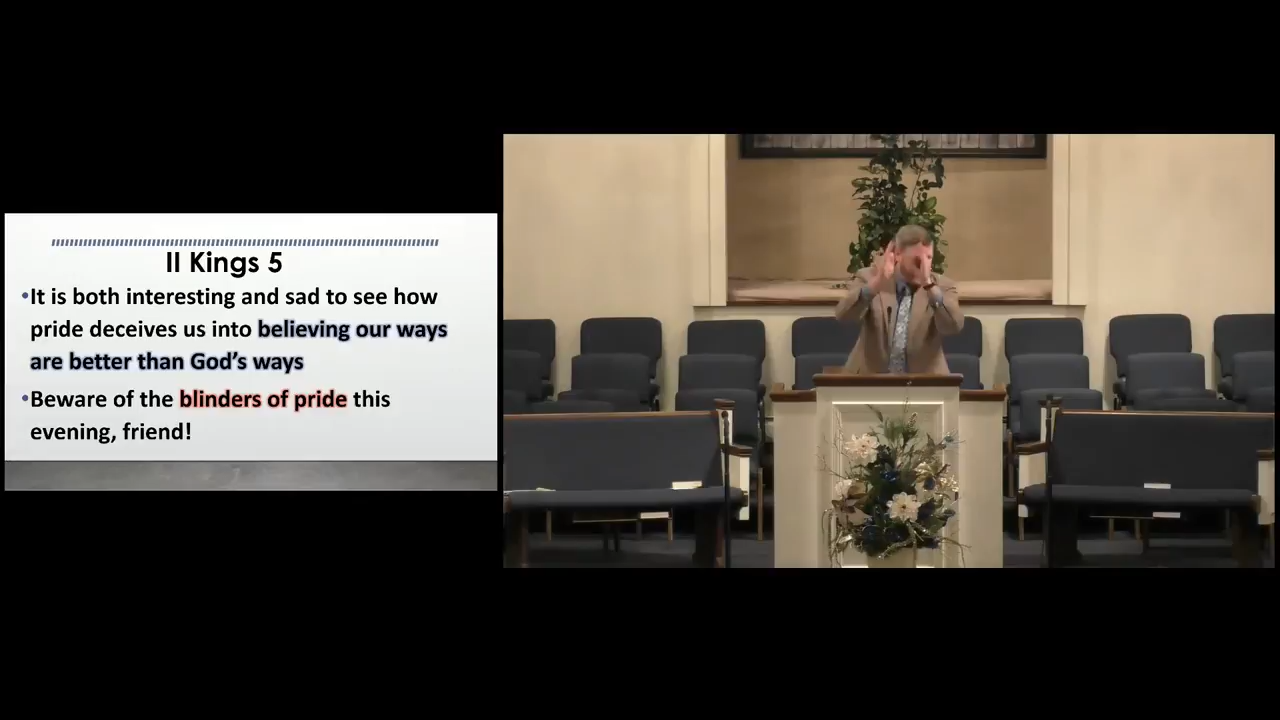 II Kings 5
•It is both interesting and sad to see how
pride deceives us into believing our ways
are better than God’s ways
•Beware of the blinders of pride this
evening, friend!